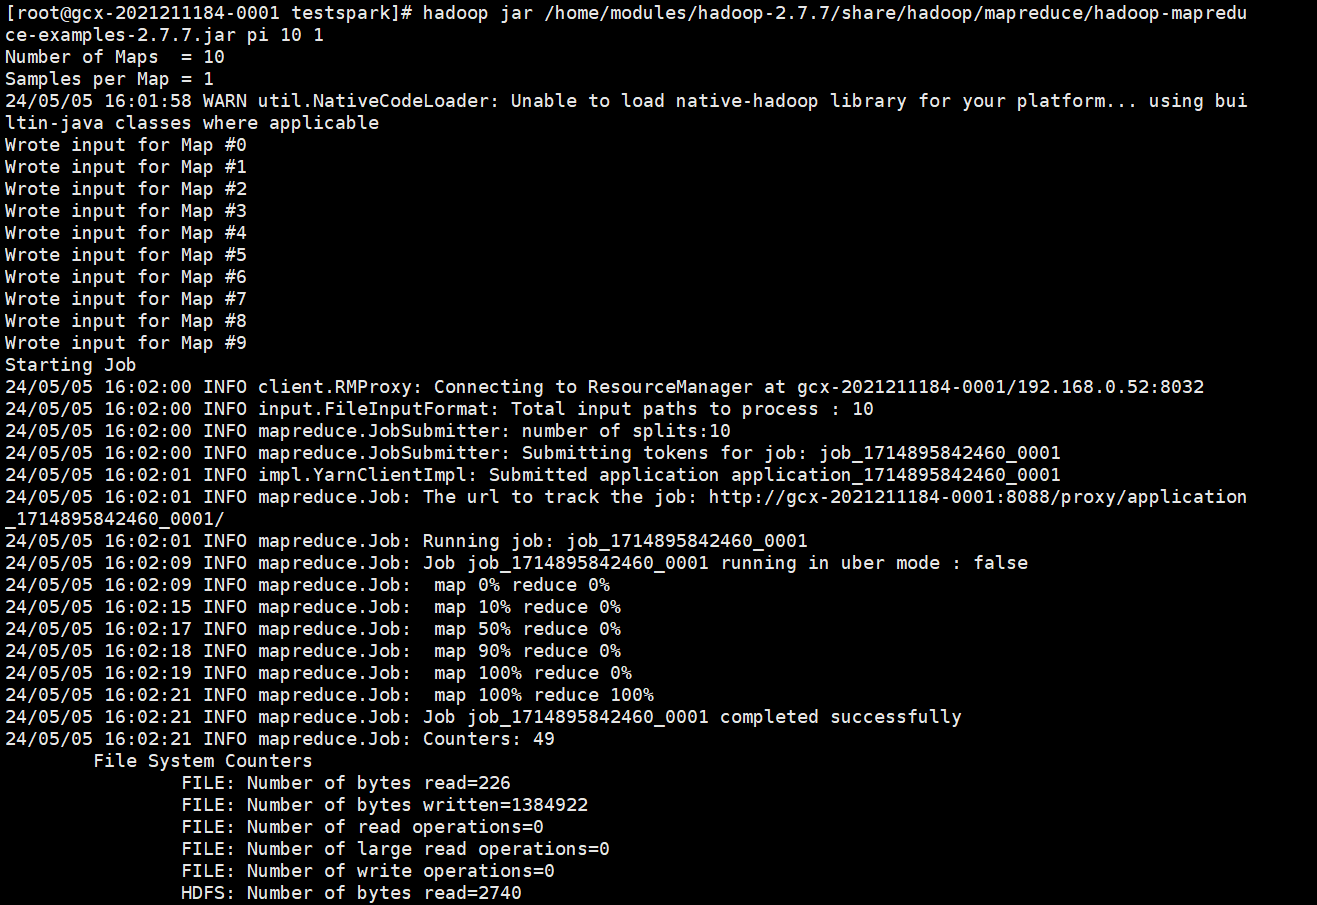 [root@gcx-2021211184-0001 testspark]# hadoop jar /home/modules/hadoop-2.7.7/share/hadoop/mapreduce/hadoop-mapredu
ce-examples-2.7.7.jar pi 10 1
Number of Maps  = 10
Samples per Map = 1
24/05/05 16:01:58 WARN util.NativeCodeLoader: Unable to load native-hadoop library for your platform... using bui
ltin-java classes where applicable
Wrote input for Map #0
Wrote input for Map #1
Wrote input for Map #2
Wrote input for Map #3
Wrote input for Map #4
Wrote input for Map #5
Wrote input for Map #6
Wrote input for Map #7
Wrote input for Map #8
Wrote input for Map #9
Starting Job
24/05/05 16:02:00 INFO client.RMProxy: Connecting to ResourceManager at gcx-2021211184-0001/192.168.0.52:8032
24/05/05 16:02:00 INFO input.FileInputFormat: Total input paths to process : 10
24/05/05 16:02:00 INFO mapreduce.JobSubmitter: number of splits:10
24/05/05 16:02:00 INFO mapreduce.JobSubmitter: Submitting tokens for job: job_1714895842460_0001
24/05/05 16:02:01 INFO impl.YarnClientImpl: Submitted application application_1714895842460_0001
24/05/05 16:02:01 INFO mapreduce.Job: The url to track the job: http://gcx-2021211184-0001:8088/proxy/application
_1714895842460_0001/
24/05/05 16:02:01 INFO mapreduce.Job: Running job: job_1714895842460_0001
24/05/05 16:02:09 INFO mapreduce.Job: Job job_1714895842460_0001 running in uber mode : false
24/05/05 16:02:09 INFO mapreduce.Job:  map 0% reduce 0%
24/05/05 16:02:15 INFO mapreduce.Job:  map 10% reduce 0%
24/05/05 16:02:17 INFO mapreduce.Job:  map 50% reduce 0%
24/05/05 16:02:18 INFO mapreduce.Job:  map 90% reduce 0%
24/05/05 16:02:19 INFO mapreduce.Job:  map 100% reduce 0%
24/05/05 16:02:21 INFO mapreduce.Job:  map 100% reduce 100%
24/05/05 16:02:21 INFO mapreduce.Job: Job job_1714895842460_0001 completed successfully
24/05/05 16:02:21 INFO mapreduce.Job: Counters: 49
File System Counters
FILE: Number of bytes read=226
FILE: Number of bytes written=1384922
FILE: Number of read operations=0
FILE: Number of large read operations=0
FILE: Number of write operations=0
HDFS: Number of bytes read=2740